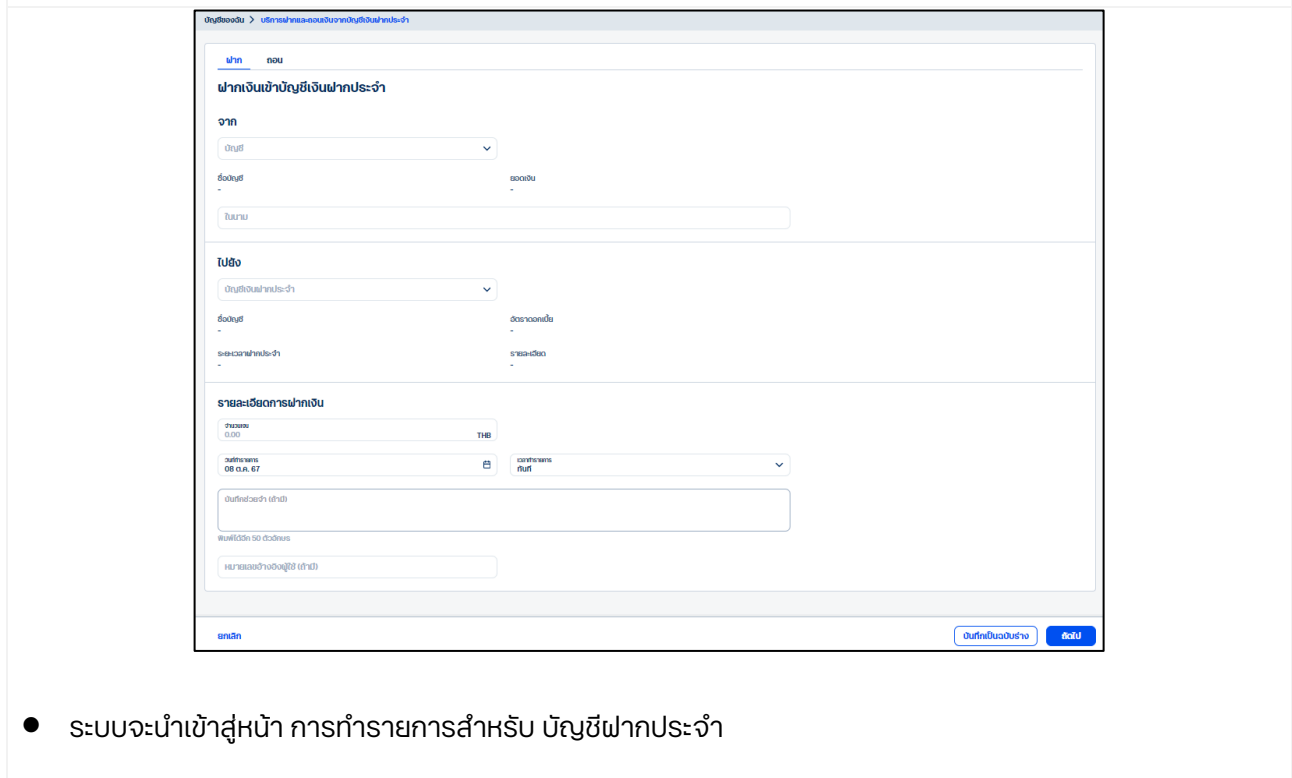 บัญชีของฉัน > บริการฝากและถอนเงินจากบัญชีเงินฝากประจำ
ฝาก ถอน
ฝากเงินเข้าบัญชีเงินฝากประจำ
จาก
บัญชี
ชื่อบัญชี ยอดเงิน
- -
ในนาม
ไปยัง
บัญชีเงินฝากประจำ
ชื่อบัญชี อัตราดอกเบี้ย
- -
ระยะเวลาฝากประจำ รายละเอียด
- -
รายละเอียดการฝากเงิน
จำนวนเงิน
0.00 THB
วันที่ทำรายการ เวลาทำรายการ
08 ต.ค. 67 ทันที
บันทึกช่วยจำ (ถ้ามี)
พิมพ์ได้อีก 50 ตัวอักษร
หมายเลขอ้างอิงผู้ใช้ (ถ้ามี)
ยกเลิก บันทึกเป็นฉบับร่าง ถัดไป
● ระบบจะนำเข้าสู่หน้า การทำรายการสำหรับ บัญชีฝากประจำ